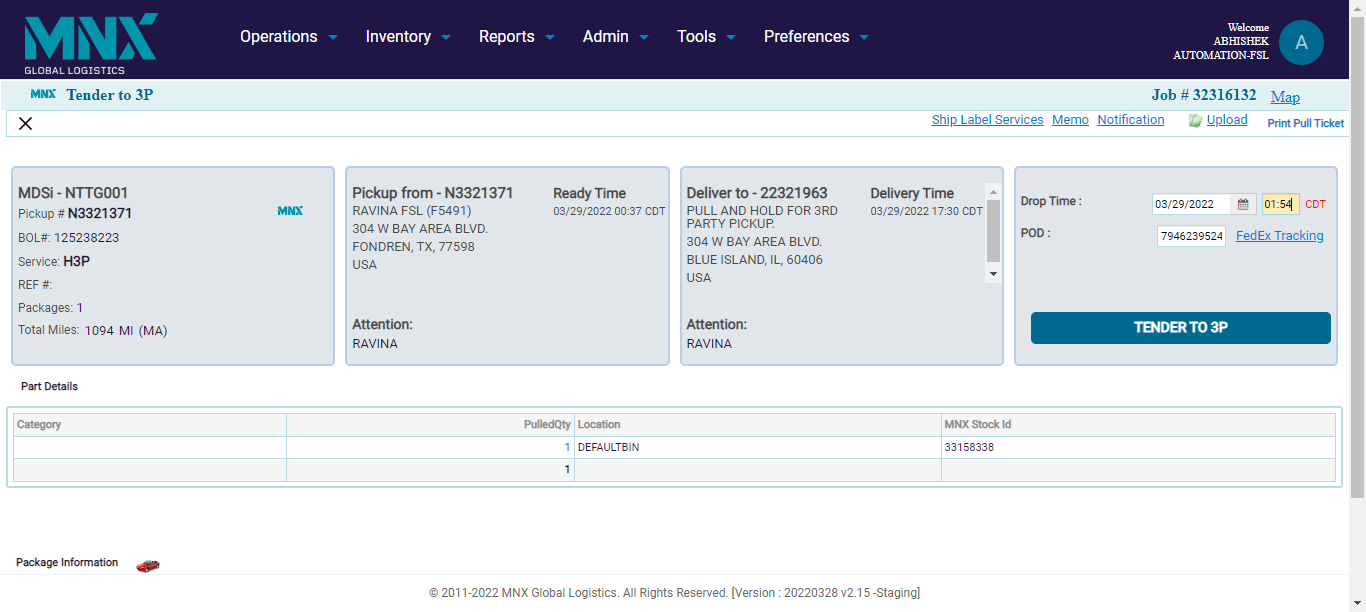 MNX
GLOBAL LOGISTICS
Operations Inventory Reports Admin Tools Preferences
Welcome
ABHISHEK
AUTOMATION-FSL
A
MNX Tender to 3P
Job # 32316132 Map
Ship Label Services Memo Notification Upload Print Pull Ticket
MDSi - NTTG001
Pickup # N3321371
MNX
BOL#: 125238223
Service: H3P
REF #:
Packages: 1
Total Miles: 1094 MI (MA)
Pickup from - N3321371
RAVINA FSL (F5491)
304 W BAY AREA BLVD.
FONDREN, TX, 77598
USA
Ready Time
03/29/2022 00:37 CDT
Attention:
RAVINA
Deliver to - 22321963
PULL AND HOLD FOR 3RD
PARTY PICKUP.
304 W BAY AREA BLVD.
BLUE ISLAND, IL, 60406
USA
Delivery Time
03/29/2022 17:30 CDT
Attention:
RAVINA
Drop Time : 03/29/2022 01:54 CDT
POD : 7946239524 FedEx Tracking
TENDER TO 3P
Part Details
Category PulledQty Location MNX Stock Id
1 DEFAULTBIN 33158338
1
Package Information
© 2011-2022 MNX Global Logistics. All Rights Reserved. [Version : 20220328 v2.15 -Staging]